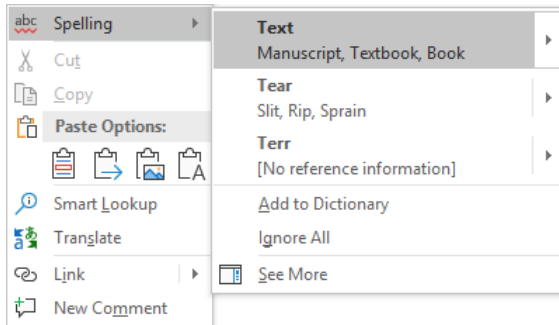 abc Spelling
Cut
Copy
Paste Options:
A
Smart Lookup
Translate
Link
New Comment
Text
Manuscript, Textbook, Book
Tear
Slit, Rip, Sprain
Terr
[No reference information]
Add to Dictionary
Ignore All
See More